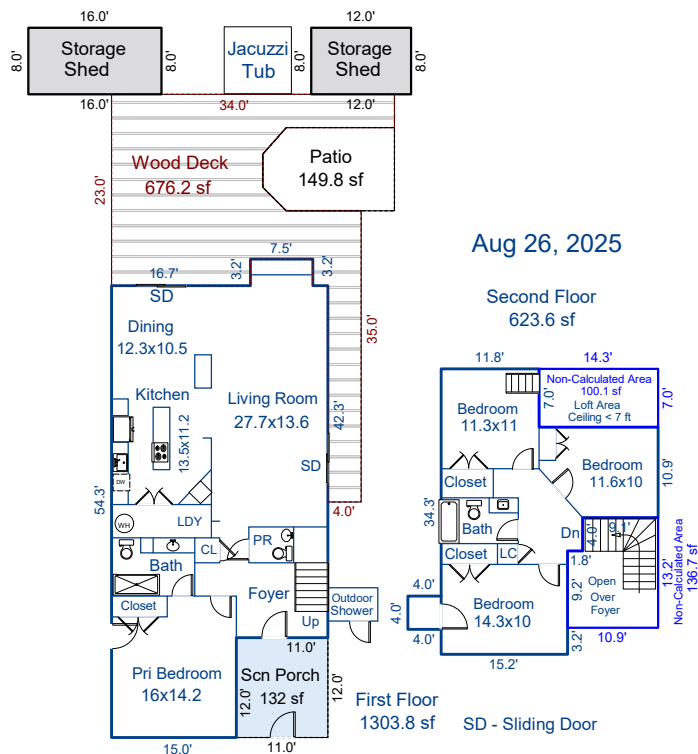 16.0'
12.0'
8.0'
Storage
Shed
8.0'
Jacuzzi
Tub
8.0'
Storage
Shed
8.0'
16.0'
34.0'
12.0'
23.0'
Wood Deck
676.2 sf
Patio
149.8 sf
7.5'
3.2'
3.2'
16.7'
SD
Aug 26, 2025
Second Floor
623.6 sf
35.0'
Dining
12.3x10.5
Kitchen
13.5x11.2
Living Room
27.7x13.6
42.3'
SD
DW
54.3'
4.0'
WH
LDY
CL
PR
Bath
Closet
Foyer
Up
Outdoor
Shower
11.0'
Pri Bedroom
16x14.2
Scn Porch
132 sf
12.0'
12.0'
15.0'
11.0'
First Floor
1303.8 sf
SD - Sliding Door
11.8'
14.3'
Non-Calculated Area
100.1 sf
Loft Area
Ceiling < 7 ft
7.0'
7.0'
Bedroom
11.3x11
Bedroom
11.6x10
10.9'
Closet
34.3'
Bath
Dn
4.0'
9.1'
Closet
LC
1.8'
9.2'
Open
Over
Foyer
13.2'
Non-Calculated Area
136.7 sf
4.0'
4.0'
4.0'
Bedroom
14.3x10
3.2'
10.9'
15.2'